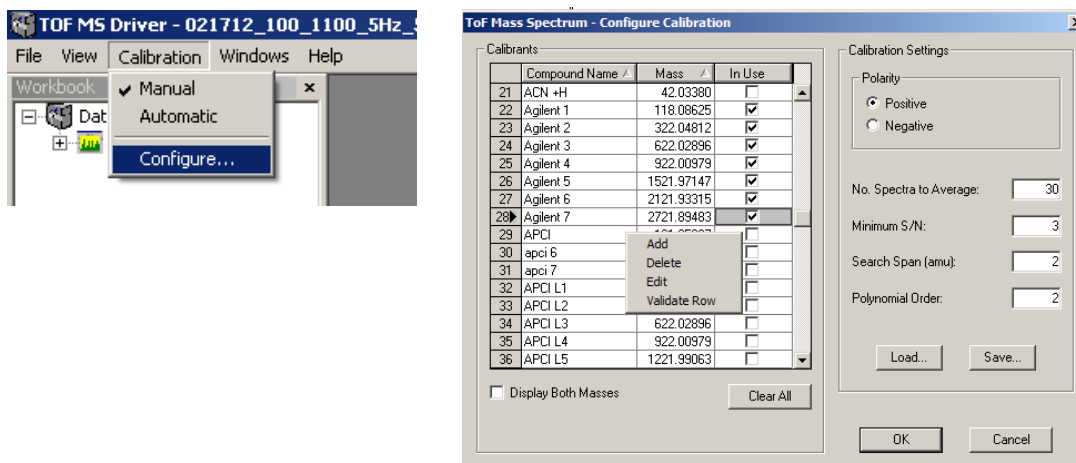 TOF MS Driver - 021712_100_1100_5Hz_
File View Calibration Windows Help
Workbook
Manual
Automatic
Configure...
Dat
ToF Mass Spectrum - Configure Calibration
Calibrants
Compound Name Mass In Use
21 ACN +H 42.03380
22 Agilent 1 118.08625
23 Agilent 2 322.04812
24 Agilent 3 622.02896
25 Agilent 4 922.00979
26 Agilent 5 1521.97147
27 Agilent 6 2121.93315
28 Agilent 7 2721.89483
29 APCI
30 apci 6
31 apci 7
32 APCI L1
33 APCI L2
34 APCI L3 622.02896
35 APCI L4 922.00979
36 APCI L5 1221.99063
Add
Delete
Edit
Validate Row
Display Both Masses
Clear All
Calibration Settings
Polarity
Positive
Negative
No. Spectra to Average: 30
Minimum S/N: 3
Search Span (amu): 2
Polynomial Order: 2
Load... Save...
OK Cancel